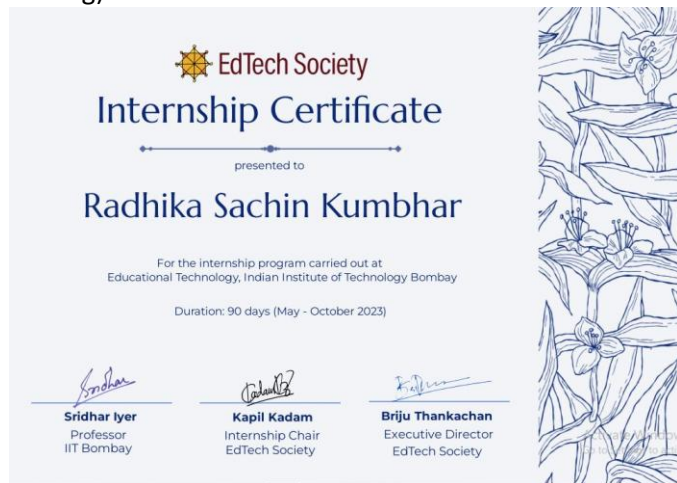 EdTech Society
Internship Certificate
presented to
Radhika Sachin Kumbhar
For the internship program carried out at
Educational Technology, Indian Institute of Technology Bombay
Duration: 90 days (May - October 2023)
Sridhar Iyer
Professor
IIT Bombay
Kapil Kadam
Internship Chair
EdTech Society
Briju Thankachan
Executive Director
EdTech Society